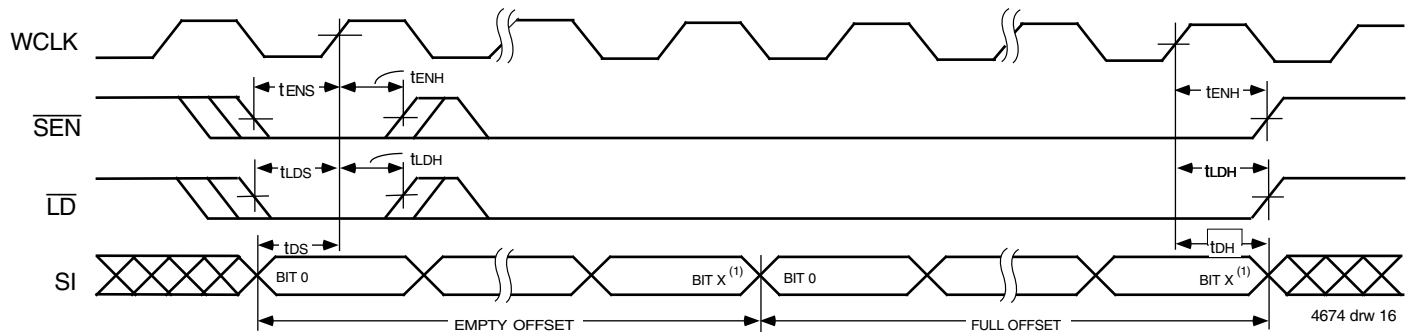 WCLK
tENS
tENH
tENH
SEN
tLDS
tLDH
tLDH
LD
tDS
tDH
SI
BIT 0
BIT X(1)
BIT 0
BIT X(1)
EMPTY OFFSET
FULL OFFSET
4674 drw 16